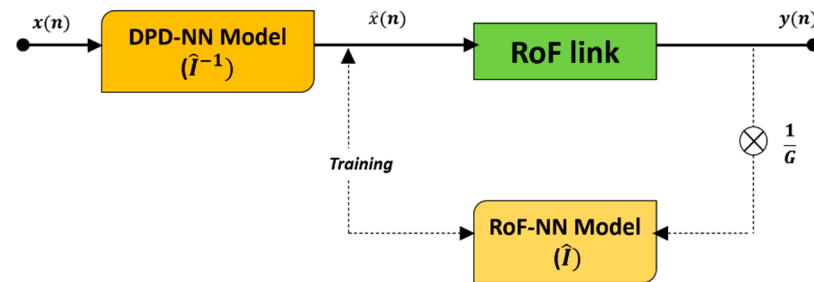 x(n)
DPD-NN Model
(Î⁻¹)
x̂(n)
RoF link
y(n)
1/G
Training
RoF-NN Model
(Î)